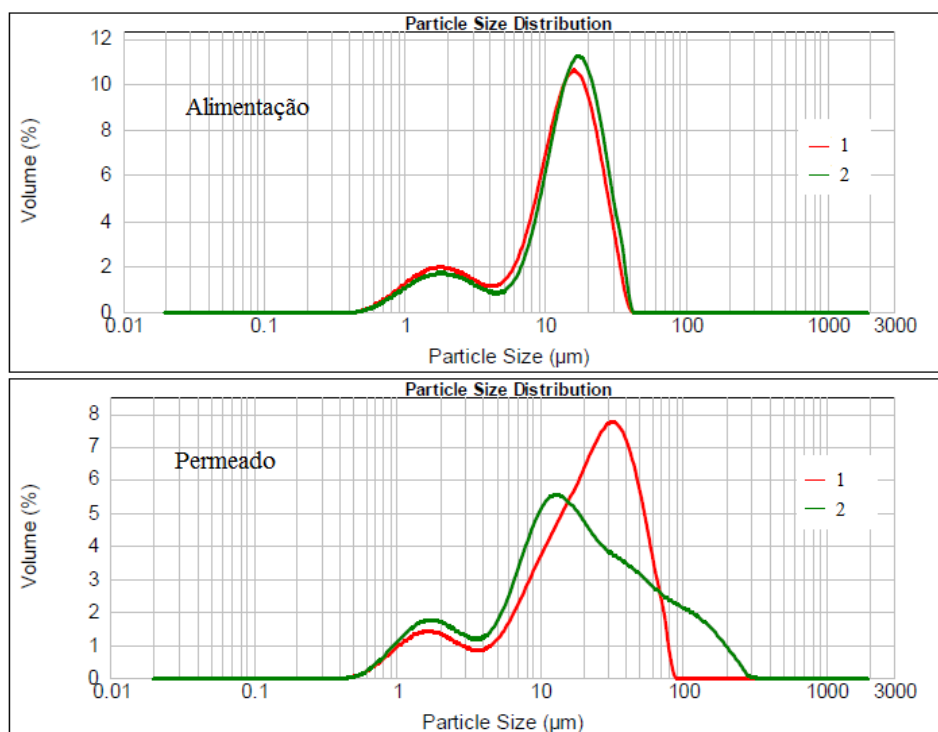 Particle Size Distribution
12
10
8
6
4
2
0
Volume (%)
Alimentação
1
2
0.01 0.1 1 10 100 1000 3000
Particle Size (µm)
Particle Size Distribution
8
7
6
5
4
3
2
1
0
Volume (%)
Permeado
1
2
0.01 0.1 1 10 100 1000 3000
Particle Size (µm)